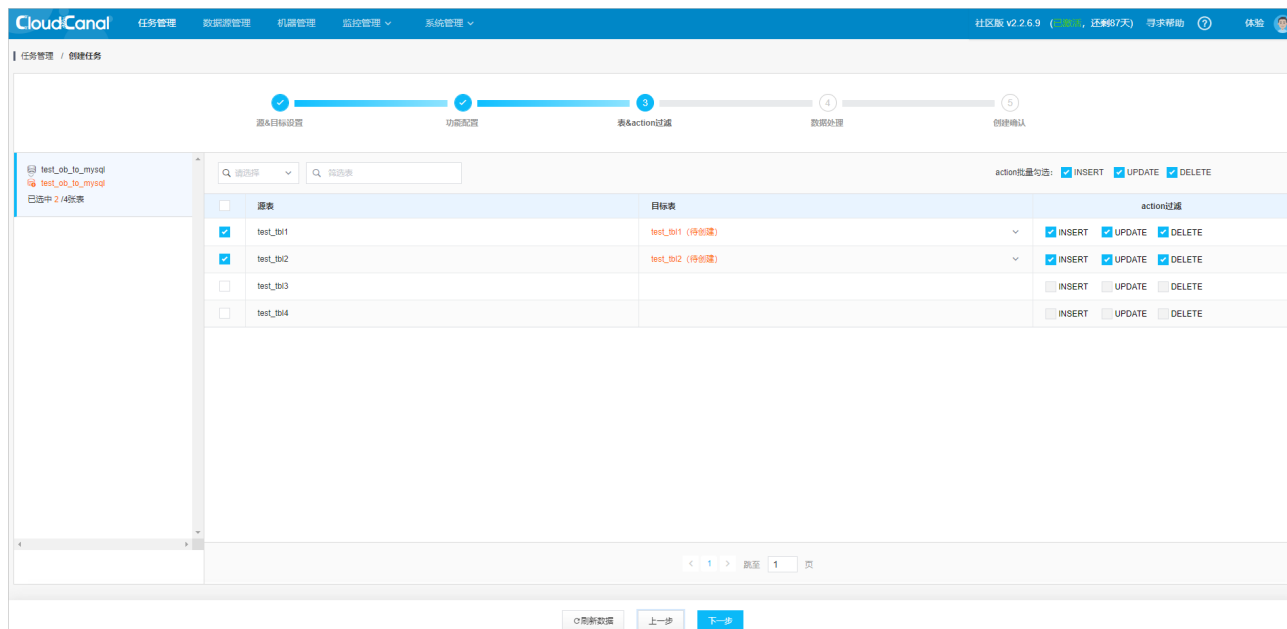 CloudCanal 任务管理 数据源管理 机器管理 监控管理 系统管理 社区版 v2.2.6.9 (已激活, 还剩87天) 寻求帮助 ? 体验
任务管理 / 创建任务
3 4 5
源&目标设置 功能配置 表&action过滤 数据处理 创建确认
test_ob_to_mysql
test_ob_to_mysql
已选中 2 /4张表
请选择 筛选表 action批量勾选: INSERT UPDATE DELETE
源表 目标表 action过滤
test_tbl1 test_tbl1 (待创建) INSERT UPDATE DELETE
test_tbl2 test_tbl2 (待创建) INSERT UPDATE DELETE
test_tbl3 INSERT UPDATE DELETE
test_tbl4 INSERT UPDATE DELETE
< 1 > 跳至 1 页
刷新数据 上一步 下一步